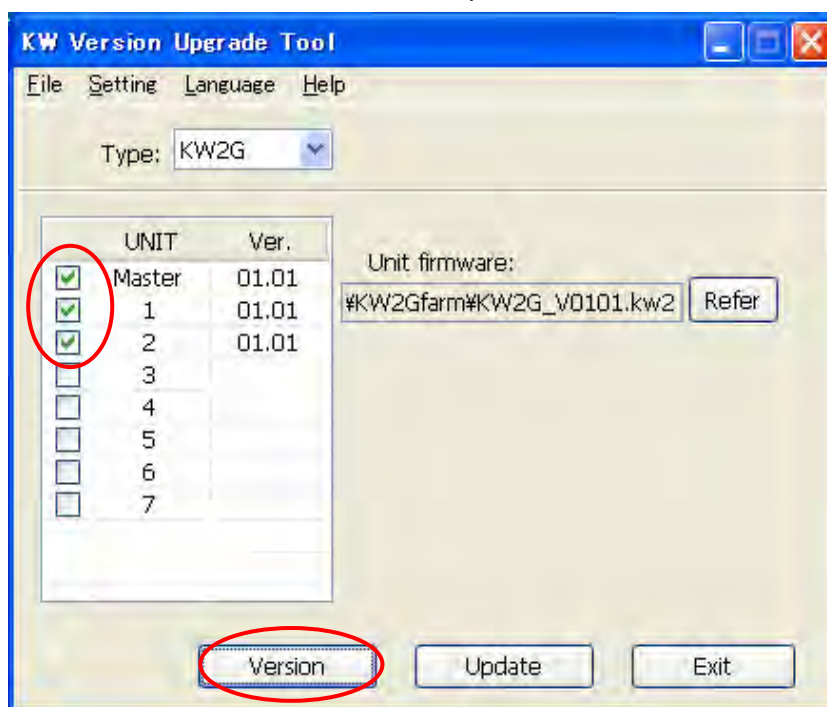 KW Version Upgrade Tool
File Setting Language Help
Type: KW2G
UNIT Ver.
Master 01.01
1 01.01
2 01.01
3
4
5
6
7
Unit firmware:
¥KW2Gfarm¥KW2G_V0101.kw2 Refer
Version Update Exit